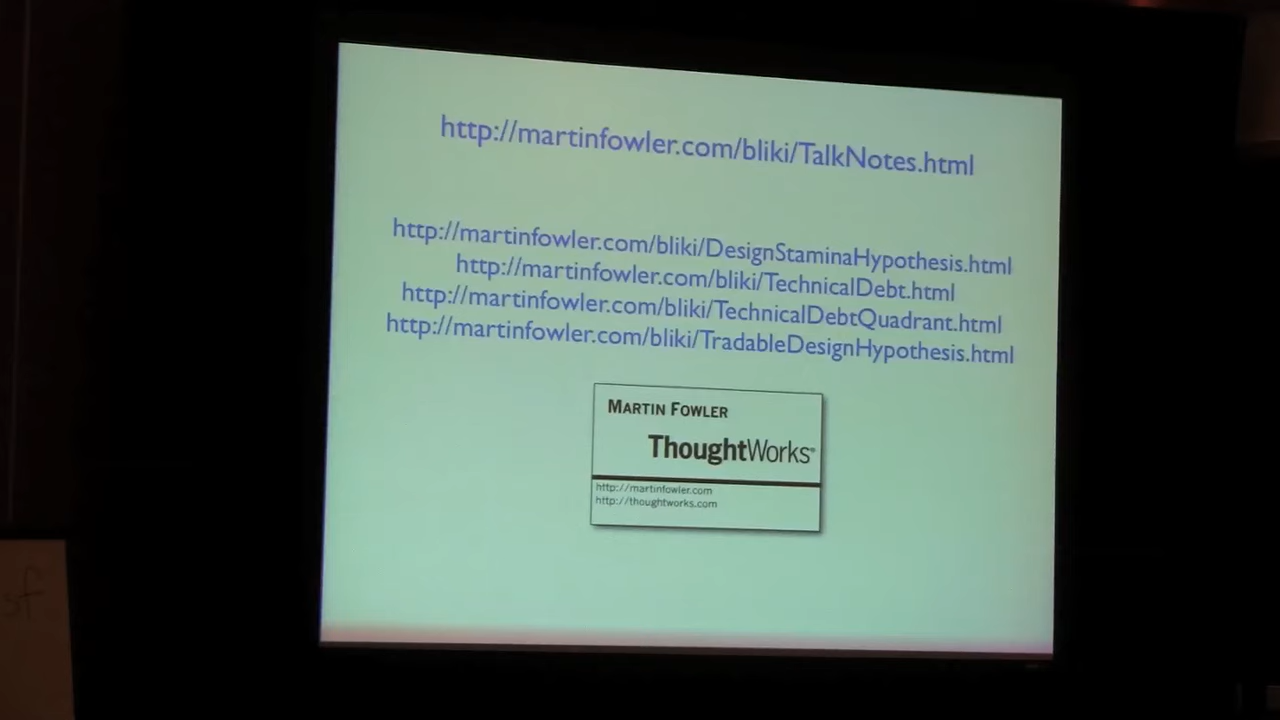 http://martinfowler.com/bliki/TalkNotes.html
http://martinfowler.com/bliki/DesignStaminaHypothesis.html
http://martinfowler.com/bliki/TechnicalDebt.html
http://martinfowler.com/bliki/TechnicalDebtQuadrant.html
http://martinfowler.com/bliki/TradableDesignHypothesis.html
MARTIN FOWLER
ThoughtWorks®
http://martinfowler.com
http://thoughtworks.com